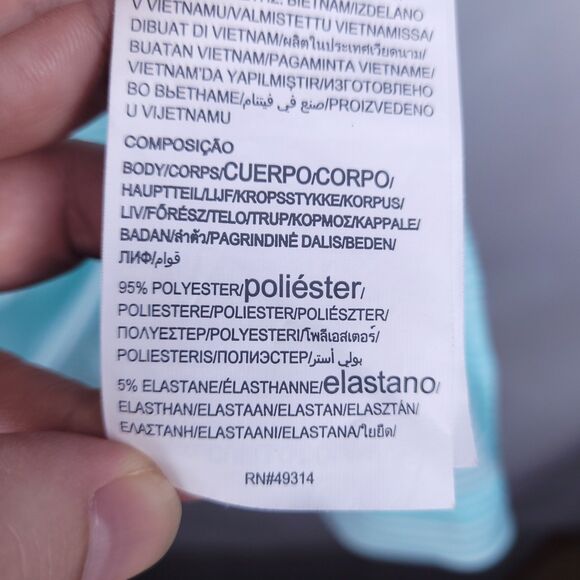 V VIETNAMU/VALMISTETTU VIETNAMISSA/
DIBUAT DI VIETNAM/ผลิตในประเทศเวียดนาม/
BUATAN VIETNAM/PAGAMINTA VIETNAME/
VIETNAM'DA YAPILMIŞTIR/ИЗГОТОВЛЕНО
ВО ВЬЕТНАМЕ/صنع في فيتنام/PROIZVEDENO
U VIJETNAMU
COMPOSIÇÃO
BODY/CORPS/CUERPO/CORPO/
HAUPTTEIL/LIJF/KROPSSTYKKE/KORPUS/
LIV/FŐRÉSZ/TELO/TRUP/ΚΟΡΜΟΣ/KAPPALE/
BADAN/ลำตัว/PAGRINDINĖ DALIS/BEDEN/
ЛИФ/قوام/
95% POLYESTER/poliéster/
POLIESTERE/POLIESTER/POLIÉSZTER/
ΠΟΛΥΕΣΤΕΡ/POLYESTERI/โพลีเอสเตอร์/
POLIESTERIS/ПОЛИЭСТЕР/بولي أستر/
5% ELASTANE/ÉLASTHANNE/elastano/
ELASTHAN/ELASTAAN/ELASTAN/ELASZTÁN/
ΕΛΑΣΤΑΝΗ/ELASTAANI/ELASTANA/ใยยืด/
RN#49314